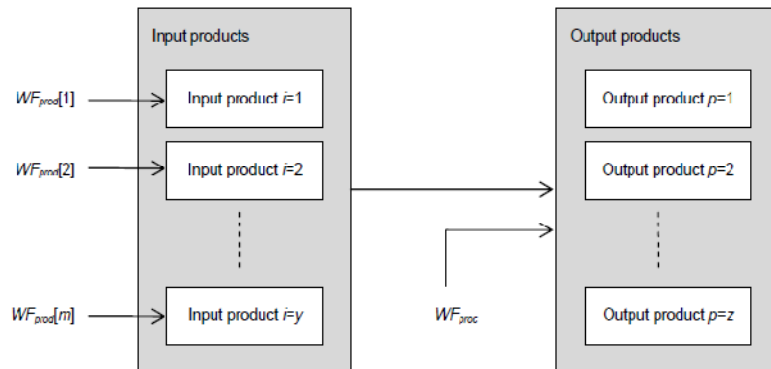 Input products
Output products
WFprod[1]
Input product i=1
Output product p=1
WFprod[2]
Input product i=2
Output product p=2
WFprod[m]
Input product i=y
WFproc
Output product p=z